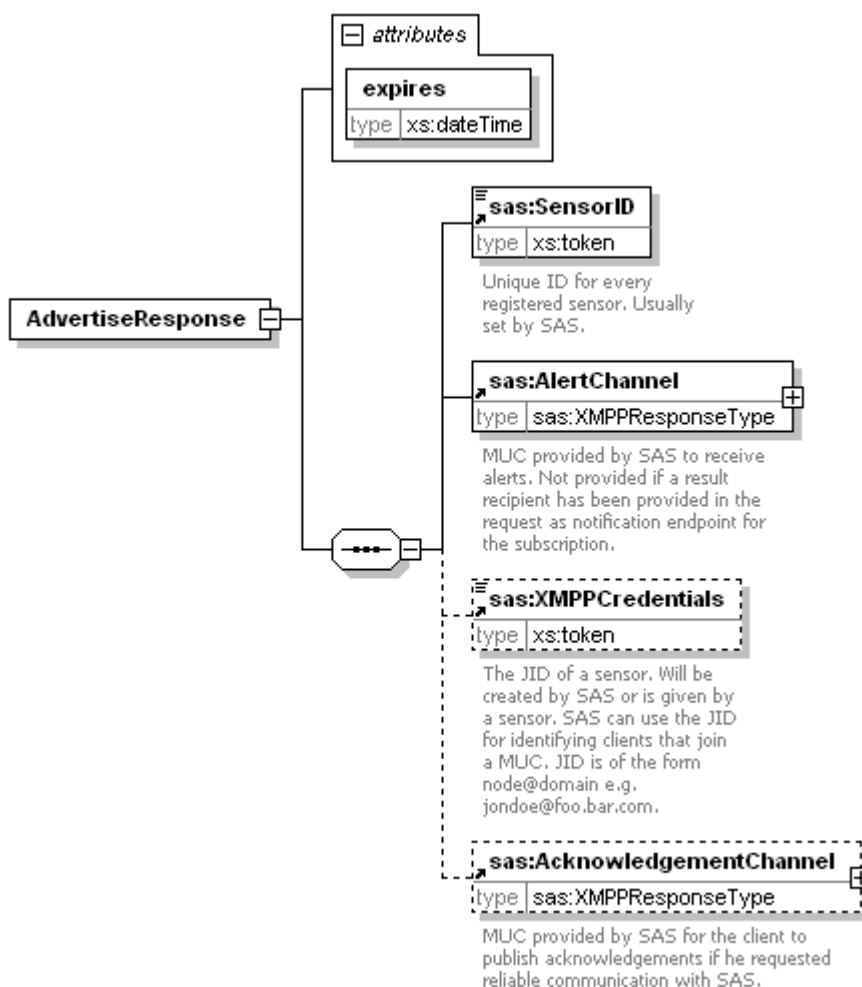 attributes
expires
type xs:dateTime
sas:SensorID
type xs:token
Unique ID for every
registered sensor. Usually
set by SAS.
AdvertiseResponse
sas:AlertChannel
type sas:XMPPResponseType
MUC provided by SAS to receive
alerts. Not provided if a result
recipient has been provided in the
request as notification endpoint for
the subscription.
sas:XMPPCredentials
type xs:token
The JID of a sensor. Will be
created by SAS or is given by
a sensor. SAS can use the JID
for identifying clients that join
a MUC. JID is of the form
node@domain e.g.
jondoe@foo.bar.com.
sas:AcknowledgementChannel
type sas:XMPPResponseType
MUC provided by SAS for the client to
publish acknowledgements if he requested
reliable communication with SAS.